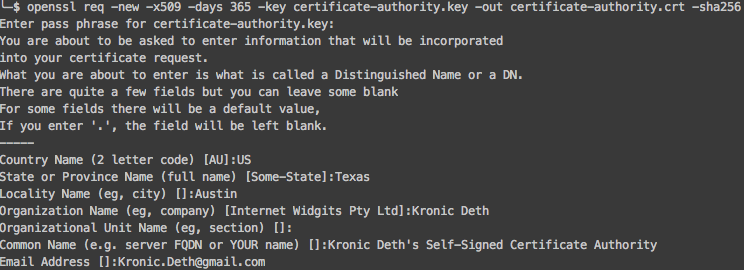 ╰─$ openssl req -new -x509 -days 365 -key certificate-authority.key -out certificate-authority.crt -sha256
Enter pass phrase for certificate-authority.key:
You are about to be asked to enter information that will be incorporated
into your certificate request.
What you are about to enter is what is called a Distinguished Name or a DN.
There are quite a few fields but you can leave some blank
For some fields there will be a default value,
If you enter '.', the field will be left blank.
-----
Country Name (2 letter code) [AU]:US
State or Province Name (full name) [Some-State]:Texas
Locality Name (eg, city) []:Austin
Organization Name (eg, company) [Internet Widgits Pty Ltd]:Kronic Deth
Organizational Unit Name (eg, section) []:
Common Name (e.g. server FQDN or YOUR name) []:Kronic Deth's Self-Signed Certificate Authority
Email Address []:Kronic.Deth@gmail.com